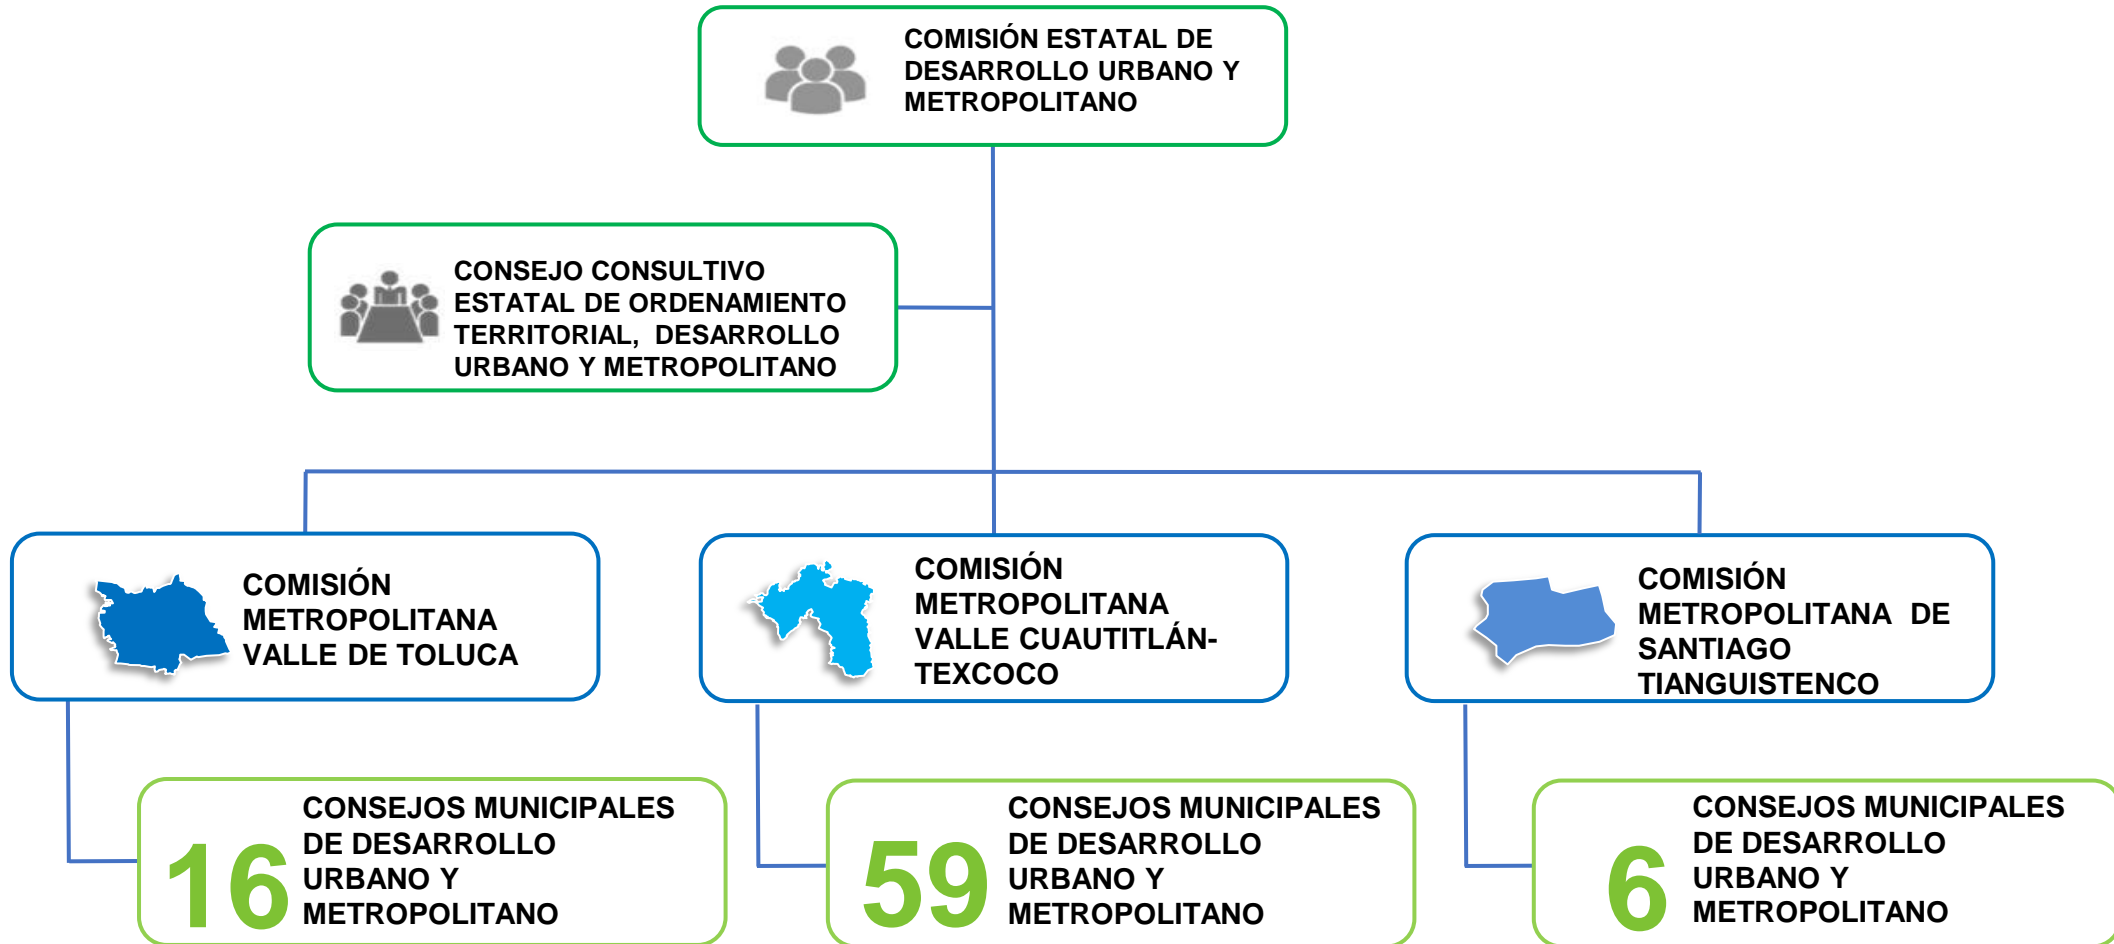 COMISIÓN ESTATAL DE
DESARROLLO URBANO Y
METROPOLITANO
CONSEJO CONSULTIVO
ESTATAL DE ORDENAMIENTO
TERRITORIAL, DESARROLLO
URBANO Y METROPOLITANO
COMISIÓN
METROPOLITANA
VALLE DE TOLUCA
COMISIÓN
METROPOLITANA
VALLE CUAUTITLÁN-
TEXCOCO
COMISIÓN
METROPOLITANA DE
SANTIAGO
TIANGUISTENCO
16
CONSEJOS MUNICIPALES
DE DESARROLLO
URBANO Y
METROPOLITANO
59
CONSEJOS MUNICIPALES
DE DESARROLLO
URBANO Y
METROPOLITANO
6
CONSEJOS MUNICIPALES
DE DESARROLLO
URBANO Y
METROPOLITANO